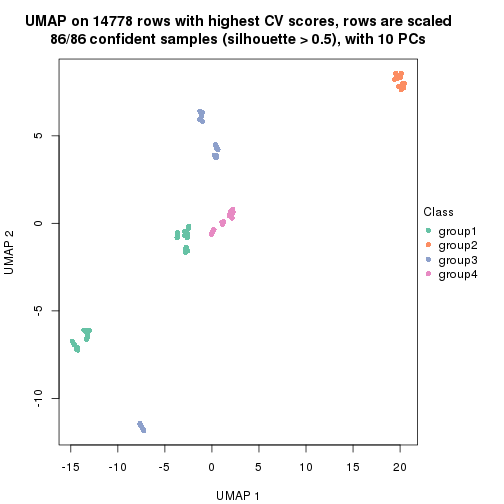 UMAP on 14778 rows with highest CV scores, rows are scaled
86/86 confident samples (silhouette > 0.5), with 10 PCs
5
0
-5
-10
UMAP 2
-15
-10
-5
0
5
10
15
20
UMAP 1
Class
group1
group2
group3
group4